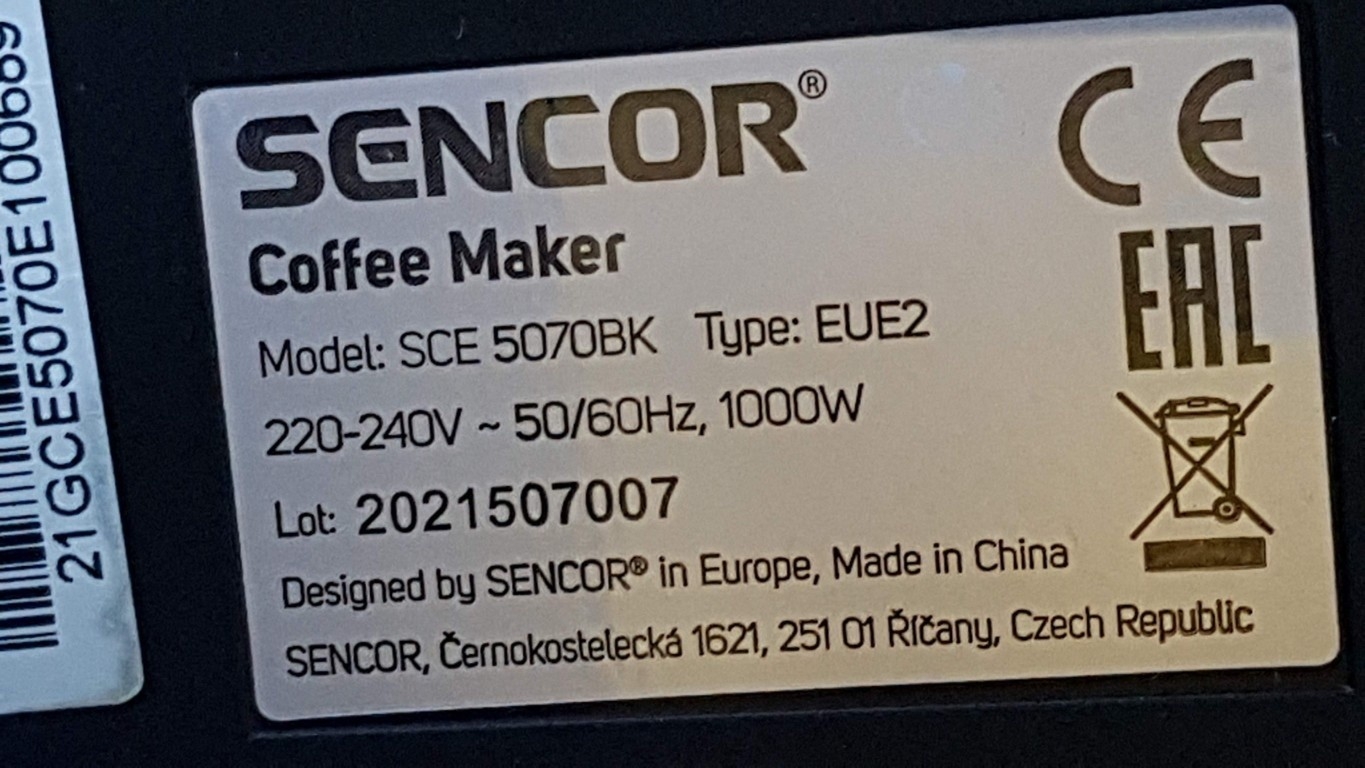 SENCOR®
Coffee Maker
Model: SCE 5070BK Type: EUE2
220-240V ~ 50/60Hz, 1000W
Lot: 2021507007
Designed by SENCOR® in Europe, Made in China
SENCOR, Černokostelecká 1621, 251 01 Říčany, Czech Republic
CE
EAC
21GCE5070E100689